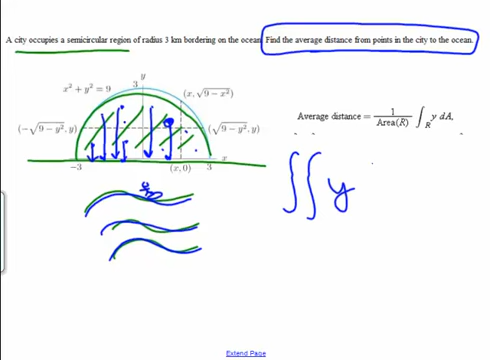 A city occupies a semicircular region of radius 3 km bordering on the ocean. Find the average distance from points in the city to the ocean.
y
x² + y² = 9
3
(x, √9 − x²)
(−√9 − y², y)
(√9 − y², y)
−3
(x, 0)
3
x
Average distance = 1/Area(R) ∫_R y dA,
∫∫ y
Extend Page